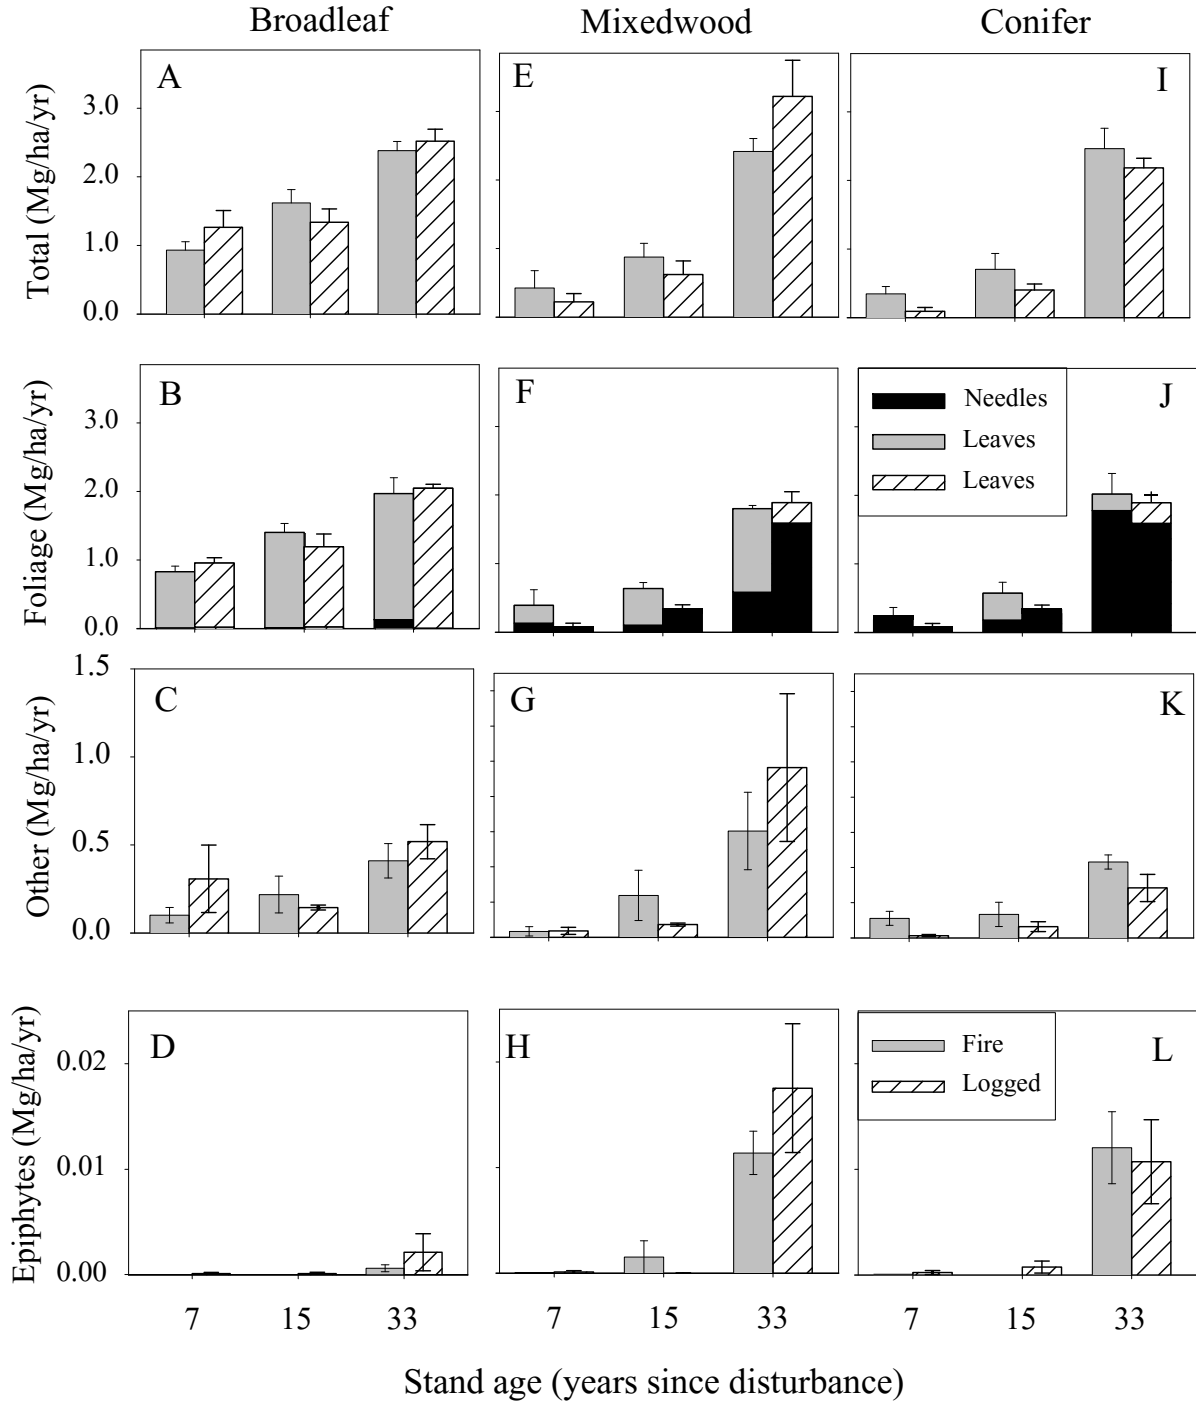 Broadleaf Mixedwood Conifer
Total (Mg/ha/yr)
3.0
2.0
1.0
0.0
A
E
I
Foliage (Mg/ha/yr)
3.0
2.0
1.0
0.0
B
F
Needles
Leaves
Leaves
J
Other (Mg/ha/yr)
1.5
1.0
0.5
0.0
C
G
K
Epiphytes (Mg/ha/yr)
0.02
0.01
0.00
D
H
Fire
Logged
L
7 15 33 7 15 33 7 15 33
Stand age (years since disturbance)